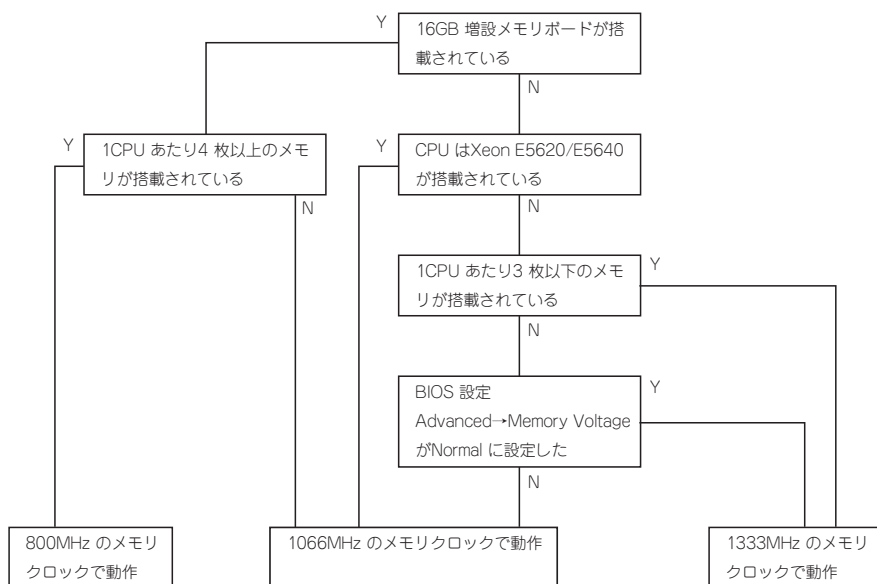 Y
16GB 増設メモリボードが搭
載されている
N
Y
1CPU あたり4 枚以上のメモ
リが搭載されている
N
Y
CPU はXeon E5620/E5640
が搭載されている
N
1CPU あたり3 枚以下のメモ
リが搭載されている
Y
N
BIOS 設定
Advanced→Memory Voltage
がNormal に設定した
Y
N
800MHz のメモリ
クロックで動作
1066MHz のメモリクロックで動作
1333MHz のメモリ
クロックで動作